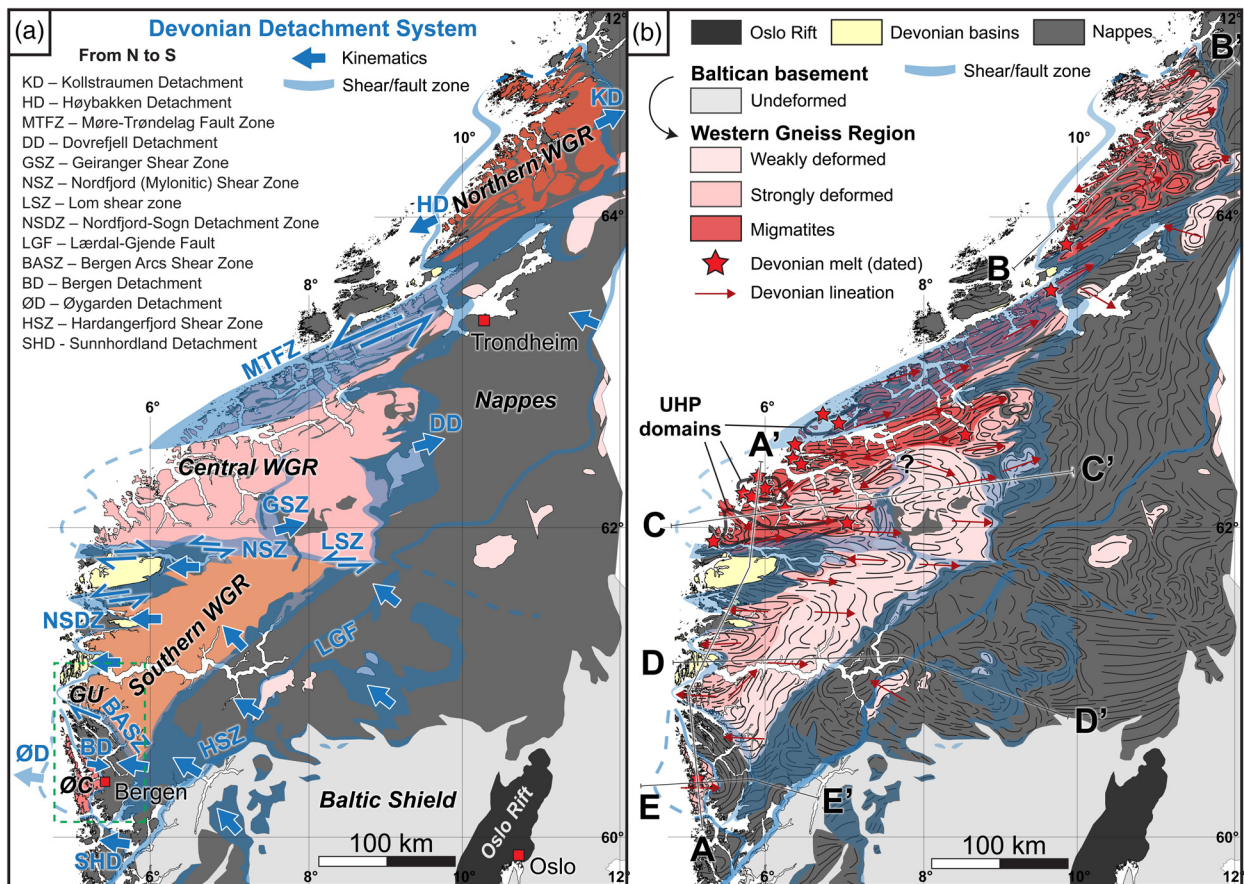 (a)
Devonian Detachment System
From N to S
Kinematics
Shear/fault zone
KD – Kollstraumen Detachment
HD – Høybakken Detachment
MTFZ – Møre-Trøndelag Fault Zone
DD – Dovrefjell Detachment
GSZ – Geiranger Shear Zone
NSZ – Nordfjord (Mylonitic) Shear Zone
LSZ – Lom shear zone
NSDZ – Nordfjord-Sogn Detachment Zone
LGF – Lærdal-Gjende Fault
BASZ – Bergen Arcs Shear Zone
BD – Bergen Detachment
ØD – Øygarden Detachment
HSZ – Hardangerfjord Shear Zone
SHD - Sunnhordland Detachment
12°
KD
10°
Northern WGR
HD
64°
8°
MTFZ
Trondheim
Nappes
6°
DD
Central WGR
GSZ
62°
NSZ
LSZ
NSDZ
Southern WGR
LGF
GU
BASZ
HSZ
ØD
BD
ØC
Bergen
Baltic Shield
Oslo Rift
60°
SHD
100 km
Oslo
6°
8°
10°
(b)
Oslo Rift
Devonian basins
Nappes
12°
B'
Baltican basement
Shear/fault zone
Undeformed
10°
Western Gneiss Region
Weakly deformed
Strongly deformed
64°
Migmatites
Devonian melt (dated)
B
Devonian lineation
8°
UHP
domains
6°
A'
?
C'
C
62°
D
D'
E
E'
60°
A
100 km
6°
8°
10°
12°